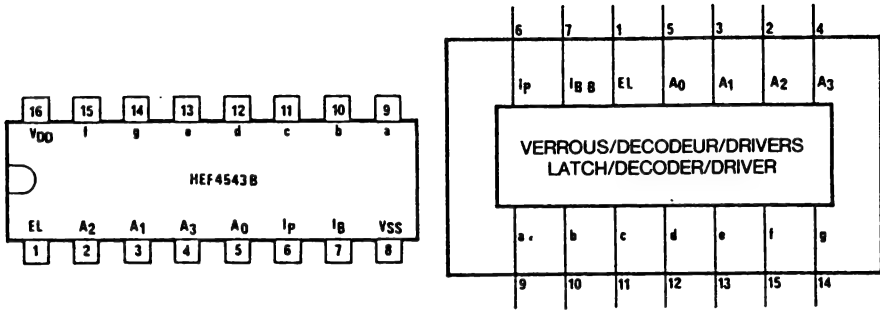 16 15 14 13 12 11 10 9
VDD f g e d c b a
HEF4543B
EL A2 A1 A3 A0 IP IB VSS
1 2 3 4 5 6 7 8
6 7 1 5 3 2 4
IP IB B EL A0 A1 A2 A3
VERROUS/DECODEUR/DRIVERS
LATCH/DECODER/DRIVER
a b c d e f g
9 10 11 12 13 15 14